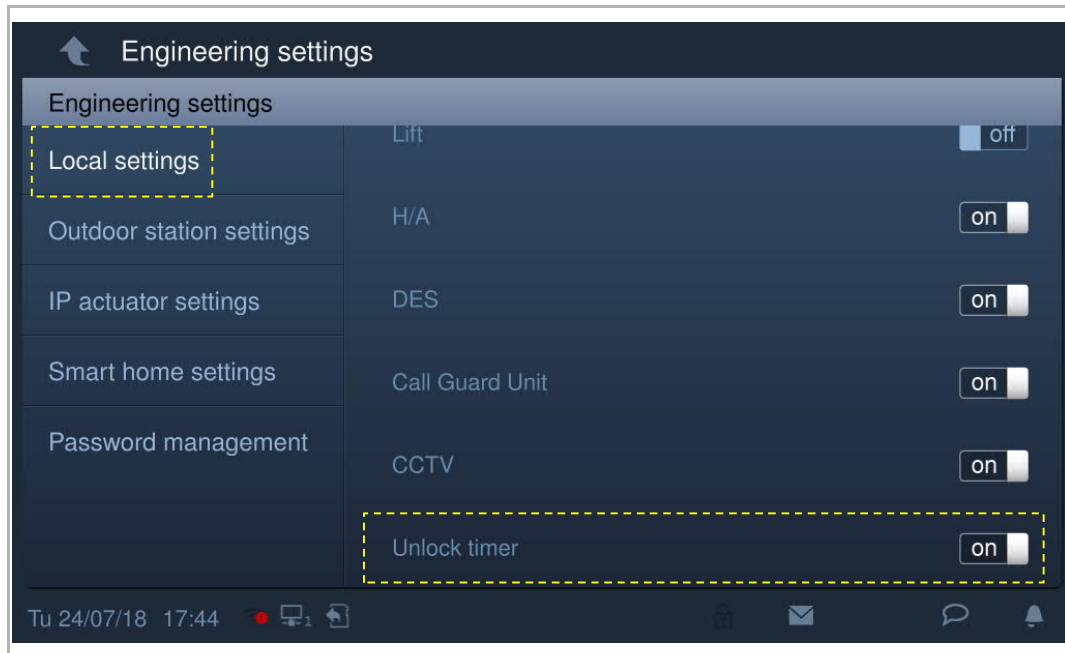 Engineering settings
Engineering settings
Local settings
Outdoor station settings
IP actuator settings
Smart home settings
Password management
Lift off
H/A on
DES on
Call Guard Unit on
CCTV on
Unlock timer on
Tu 24/07/18 17:44 1